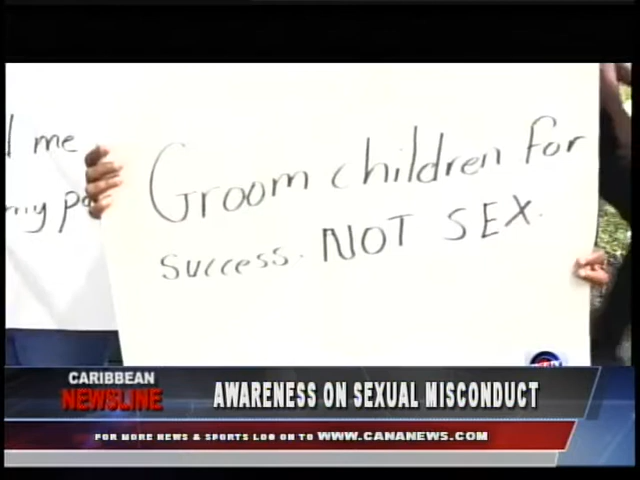 me
my
Groom children for
success. NOT SEX.
CARIBBEAN
NEWSLINE
AWARENESS ON SEXUAL MISCONDUCT
FOR MORE NEWS & SPORTS LOG ON TO WWW.CANANEWS.COM